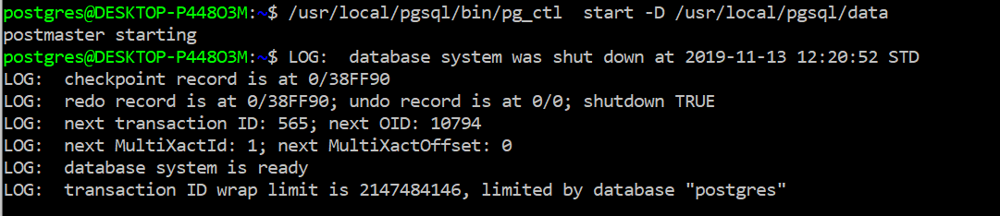 postgres@DESKTOP-P448O3M:~$ /usr/local/pgsql/bin/pg_ctl  start -D /usr/local/pgsql/data
postmaster starting
postgres@DESKTOP-P448O3M:~$ LOG:  database system was shut down at 2019-11-13 12:20:52 STD
LOG:  checkpoint record is at 0/38FF90
LOG:  redo record is at 0/38FF90; undo record is at 0/0; shutdown TRUE
LOG:  next transaction ID: 565; next OID: 10794
LOG:  next MultiXactId: 1; next MultiXactOffset: 0
LOG:  database system is ready
LOG:  transaction ID wrap limit is 2147484146, limited by database "postgres"